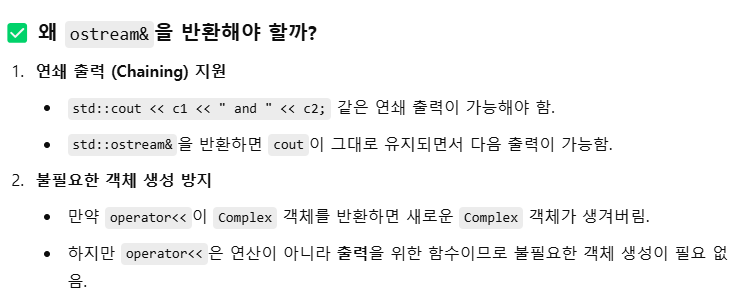 ✅ 왜 ostream&을 반환해야 할까?
1. 연쇄 출력 (Chaining) 지원
• std::cout << c1 << " and " << c2; 같은 연쇄 출력이 가능해야 함.
• std::ostream&을 반환하면 cout이 그대로 유지되면서 다음 출력이 가능함.
2. 불필요한 객체 생성 방지
• 만약 operator<<이 Complex 객체를 반환하면 새로운 Complex 객체가 생겨버림.
• 하지만 operator<<은 연산이 아니라 출력을 위한 함수이므로 불필요한 객체 생성이 필요 없
음.